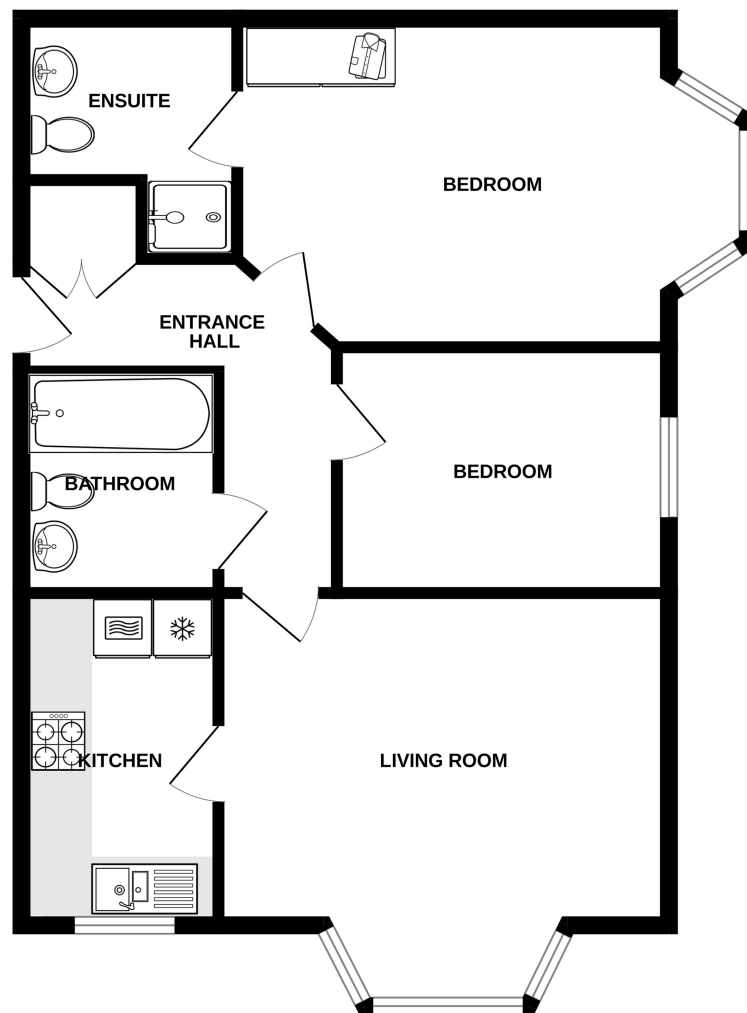 ENSUITE
BEDROOM
ENTRANCE
HALL
BEDROOM
BATHROOM
KITCHEN
LIVING ROOM